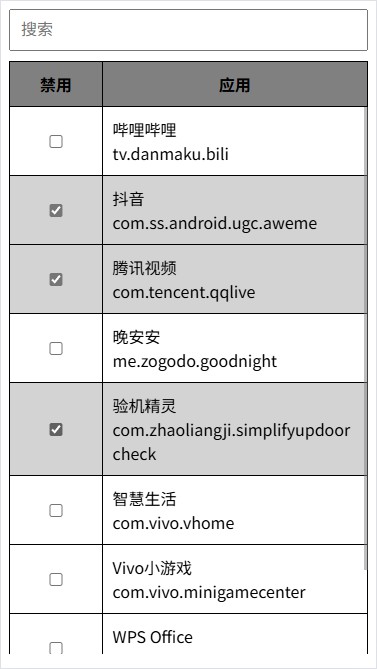 搜索
禁用 应用
哔哩哔哩
tv.danmaku.bili
抖音
com.ss.android.ugc.aweme
腾讯视频
com.tencent.qqlive
晚安安
me.zogodo.goodnight
验机精灵
com.zhaoliangji.simplifyupdoor
check
智慧生活
com.vivo.vhome
Vivo小游戏
com.vivo.minigamecenter
WPS Office